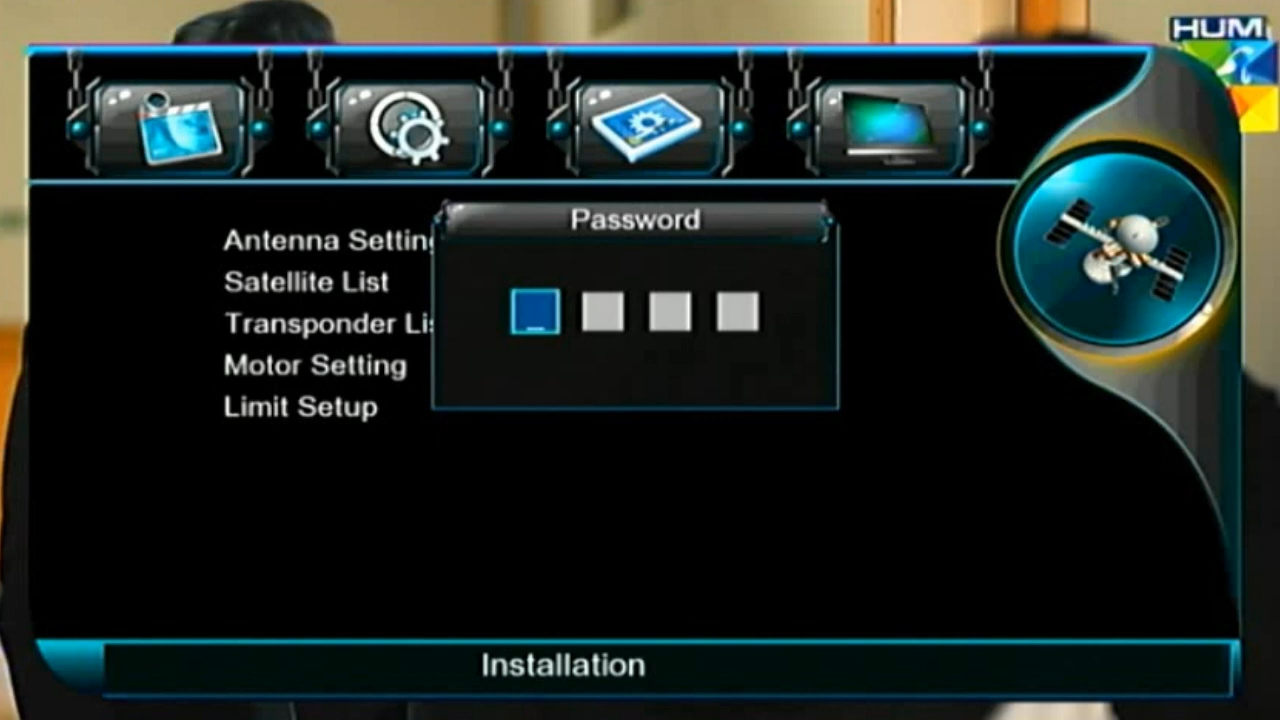 HUM
Password
Antenna Settin
Satellite List
Transponder Li
Motor Setting
Limit Setup
Installation